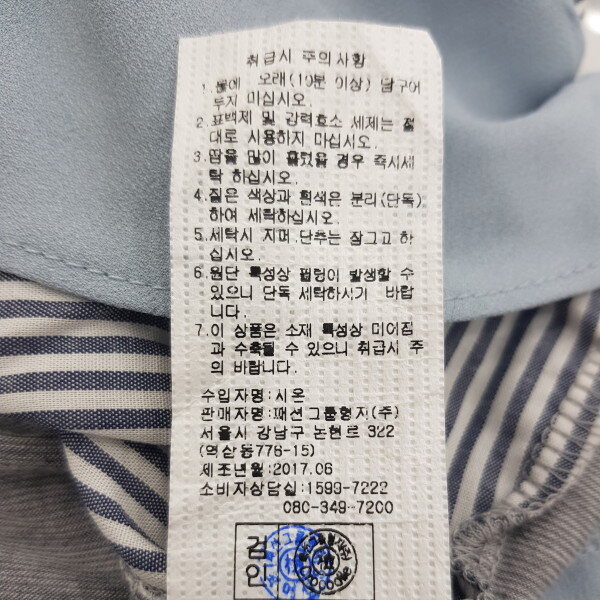 취급시 주의사항
1. 물에 오래(10분 이상) 담구어
두지 마십시오.
2. 표백제 및 강력효소 세제는 절
대로 사용하지 마십시오.
3. 땀을 많이 흘렸을 경우 즉시세
탁 하십시오.
4. 짙은 색상과 흰색은 분리(단독)
하여 세탁하십시오.
5. 세탁시 지퍼.단추는 잠그고 하
십시오.
6. 원단 특성상 필링이 발생할 수
있으니 단독 세탁하시기 바랍
니다.
7. 이 상품은 소재 특성상 미어짐
과 수축될 수 있으니 취급시 주
의 바랍니다.
수입자명:시온
판매자명:패션그룹형지(주)
서울시 강남구 논현로 322
(역삼동778-15)
제조년월:2017.06
소비자상담실:1599-7222
080-349-7200
검
인